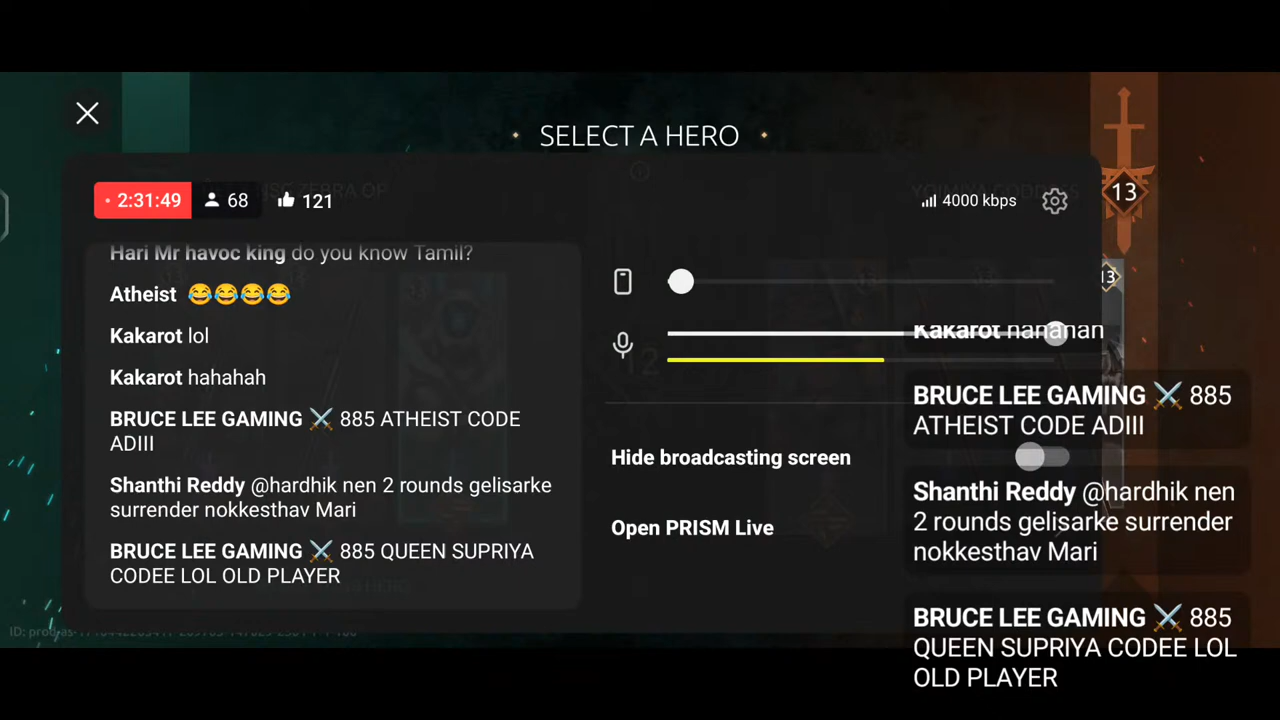 SELECT A HERO
13
2:31:49 68 121
4000 kbps
Hari Mr havoc king do you know Tamil?
Atheist 😂😂😂😂
Kakarot lol
Kakarot hahahah
BRUCE LEE GAMING ⚔️ 885 ATHEIST CODE
ADIII
Shanthi Reddy @hardhik nen 2 rounds gelisarke
surrender nokkesthav Mari
BRUCE LEE GAMING ⚔️ 885 QUEEN SUPRIYA
CODEE LOL OLD PLAYER
13
Hide broadcasting screen
Open PRISM Live
Kakarot nananan
BRUCE LEE GAMING ⚔️ 885
ATHEIST CODE ADIII
Shanthi Reddy @hardhik nen
2 rounds gelisarke surrender
nokkesthav Mari
BRUCE LEE GAMING ⚔️ 885
QUEEN SUPRIYA CODEE LOL
OLD PLAYER